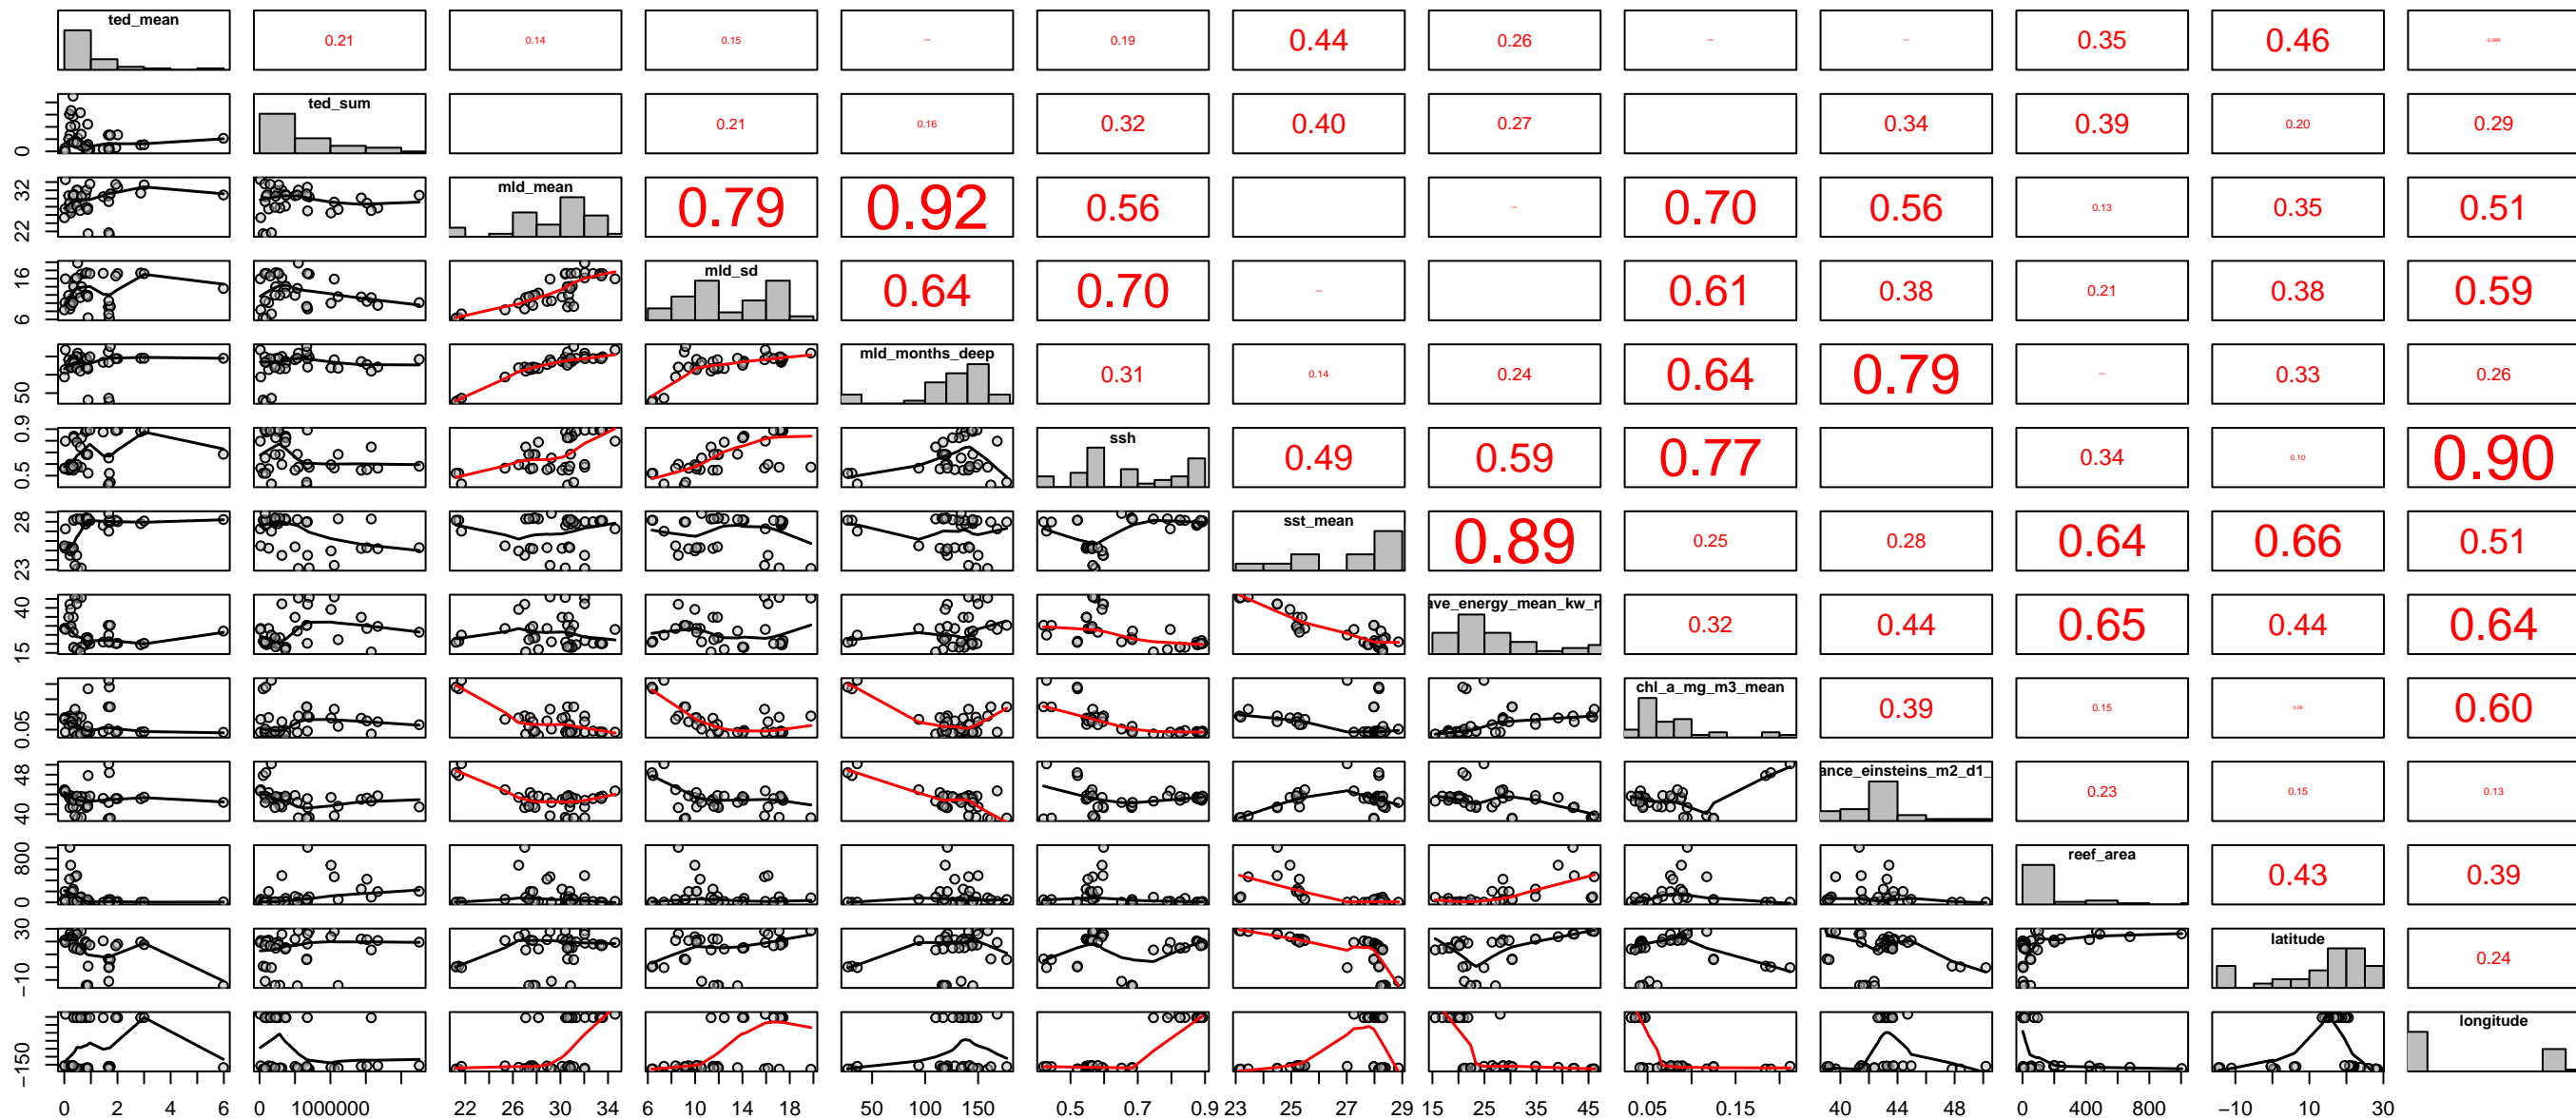 ted_mean 0.21 0.14 0.15 0.19 0.44 0.26 0.35 0.46 0.089
0 ted_sum 0.21 0.16 0.32 0.40 0.27 0.34 0.39 0.20 0.29
22 32 mld_mean 0.79 0.92 0.56 0.70 0.56 0.13 0.35 0.51
6 16 mld_sd 0.64 0.70 0.61 0.38 0.21 0.38 0.59
50 mld_months_deep 0.31 0.14 0.24 0.64 0.79 0.33 0.26
0.5 0.9 ssh 0.49 0.59 0.77 0.34 0.10 0.90
23 28 sst_mean 0.89 0.25 0.28 0.64 0.66 0.51
15 40 ave_energy_mean_kw_ 0.32 0.44 0.65 0.44 0.64
0.05 chl_a_mg_m3_mean 0.39 0.15 0.60
40 48 ance_einsteins_m2_d1_ 0.23 0.15 0.13
0 800 reef_area 0.43 0.39
−10 30 latitude 0.24
−150 longitude
0 2 4 6 0 1000000 22 26 30 34 6 10 14 18 50 100 150 0.5 0.7 0.9 23 25 27 29 15 25 35 45 0.05 0.15 40 44 48 0 400 800 −10 10 30